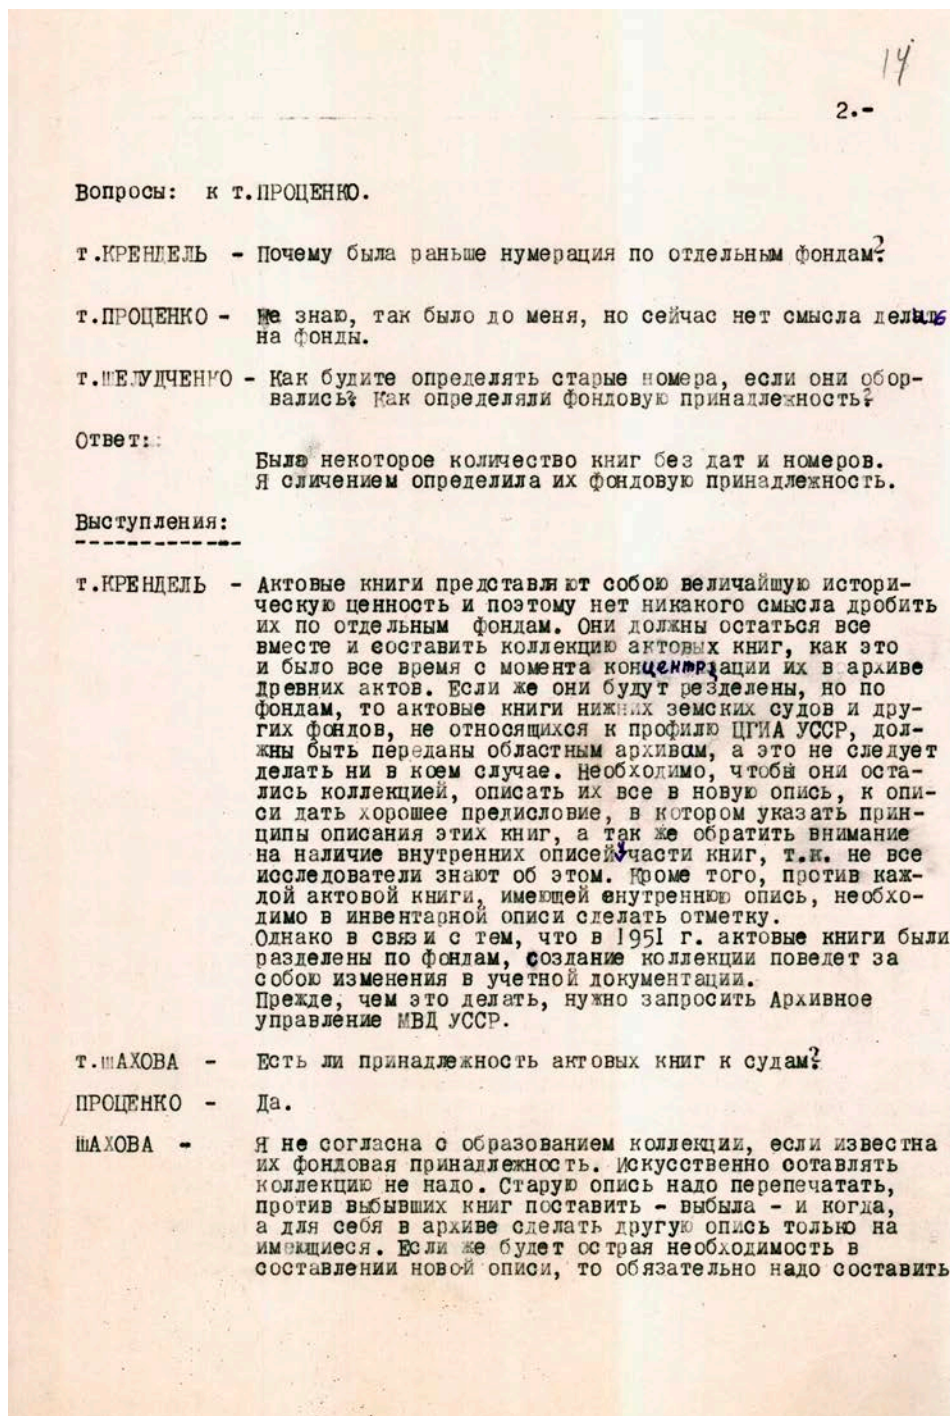 14
2.-
Вопросы: к т.ПРОЦЕНКО.
т.КРЕНДЕЛЬ - Почему была раньше нумерация по отдельным фондам?
т.ПРОЦЕНКО - Не знаю, так было до меня, но сейчас нет смысла делать
на фонды.
т.ШЕЛУДЧЕНКО - Как будите определять старые номера, если они обор-
вались? Как определяли фондовую принадлежность?
Ответ:
Было некоторое количество книг без дат и номеров.
Я сличением определила их фондовую принадлежность.
Выступления:
т.КРЕНДЕЛЬ - Актовые книги представляют собою величайшую истори-
ческую ценность и поэтому нет никакого смысла дробить
их по отдельным фондам. Они должны остаться все
вместе и составить коллекцию актовых книг, как это
и было все время с момента концентрации их в архиве
Древних актов. Если же они будут резделены, но по
фондам, то актовые книги нижних земских судов и дру-
гих фондов, не относящихся к профилю ЦГИА УССР, дол-
жны быть переданы областным архивам, а это не следует
делать ни в коем случае. Необходимо, чтобы они оста-
лись коллекцией, описать их все в новую опись, к опи-
си дать хорошее предисловие, в котором указать прин-
ципы описания этих книг, а так же обратить внимание
на наличие внутренних описей у части книг, т.к. не все
исследователи знают об этом. Кроме того, против каж-
дой актовой книги, имеющей внутреннюю опись, необхо-
димо в инвентарной описи сделать отметку.
Однако в связи с тем, что в 1951 г. актовые книги были
разделены по фондам, создание коллекции поведет за
собою изменения в учетной документации.
Прежде, чем это делать, нужно запросить Архивное
управление МВД УССР.
т.ШАХОВА - Есть ли принадлежность актовых книг к судам?
ПРОЦЕНКО - Да.
ШАХОВА - Я не согласна с образованием коллекции, если известна
их фондовая принадлежность. Искусственно сотавлять
коллекцию не надо. Старую опись надо перепечатать,
против выбывших книг поставить - выбыла - и когда,
а для себя в архиве сделать другую опись только на
имеющиеся. Если же будет острая необходимость в
составлении новой описи, то обязательно надо составить